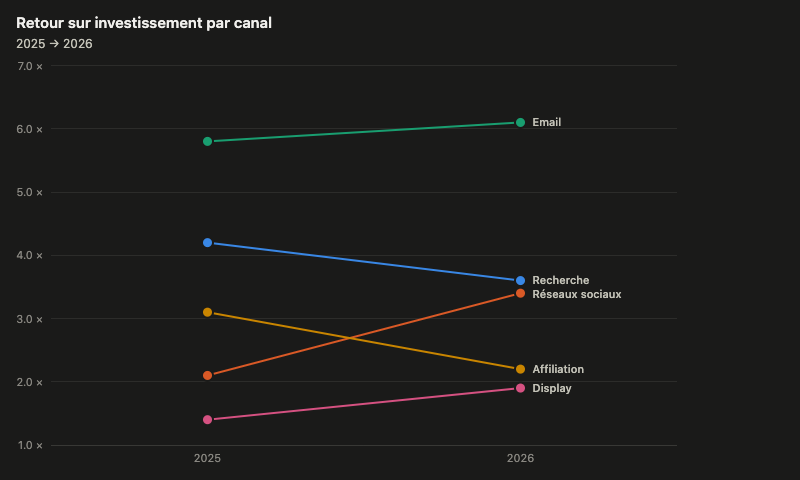 Retour sur investissement par canal
2025 → 2026
7.0 ×
6.0 ×
5.0 ×
4.0 ×
3.0 ×
2.0 ×
1.0 ×
Email
Recherche
Réseaux sociaux
Affiliation
Display
2025
2026